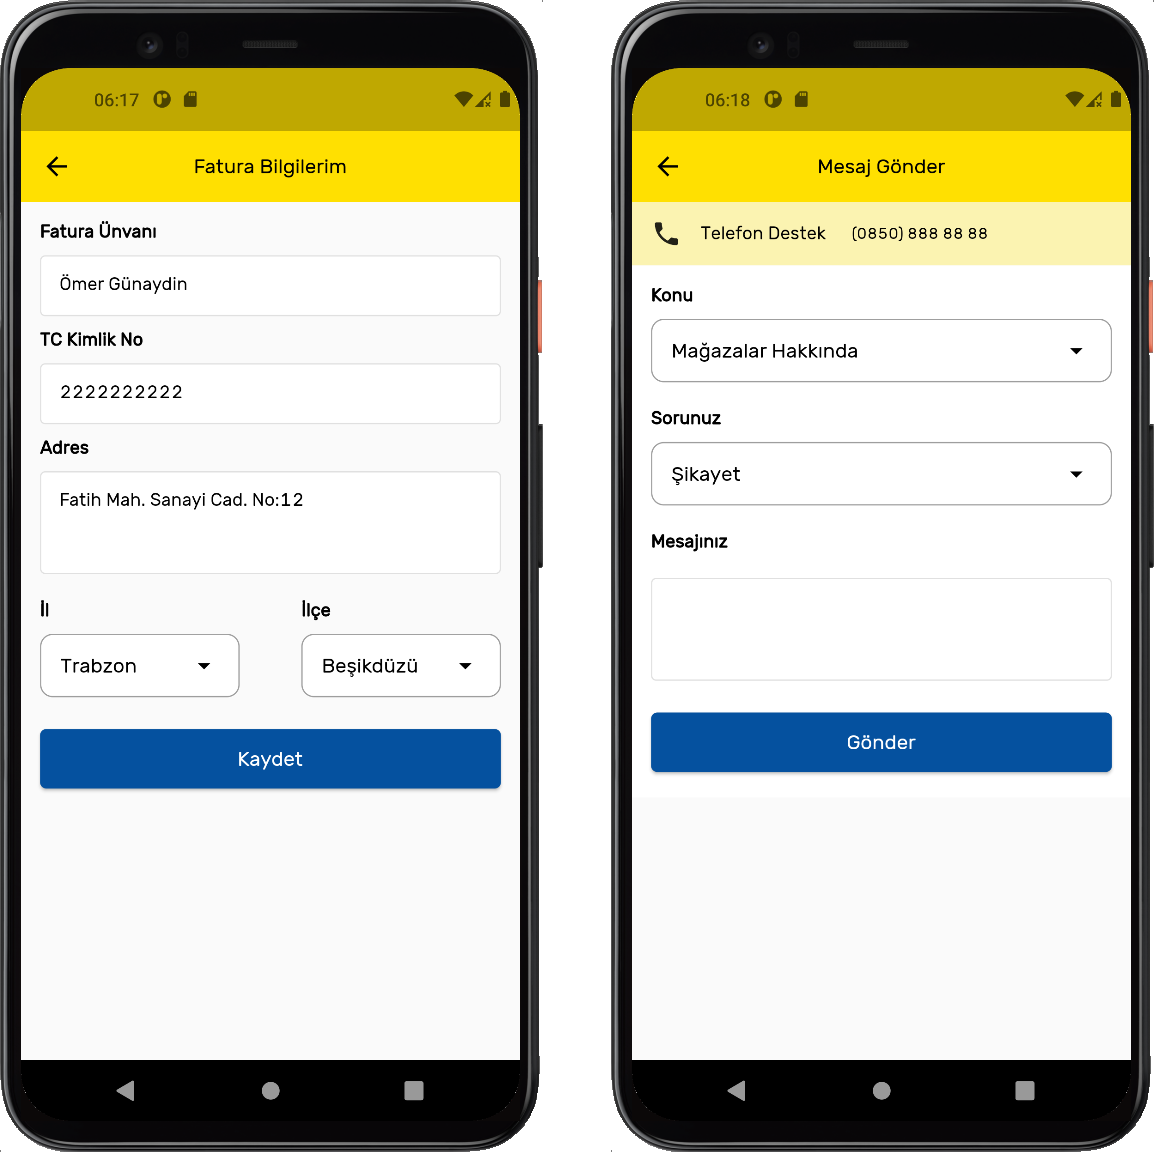 06:17
Fatura Bilgilerim
Fatura Ünvanı
Ömer Günaydin
TC Kimlik No
2222222222
Adres
Fatih Mah. Sanayi Cad. No:12
İl İlçe
Trabzon Beşikdüzü
Kaydet
06:18
Mesaj Gönder
Telefon Destek (0850) 888 88 88
Konu
Mağazalar Hakkında
Sorunuz
Şikayet
Mesajınız
Gönder